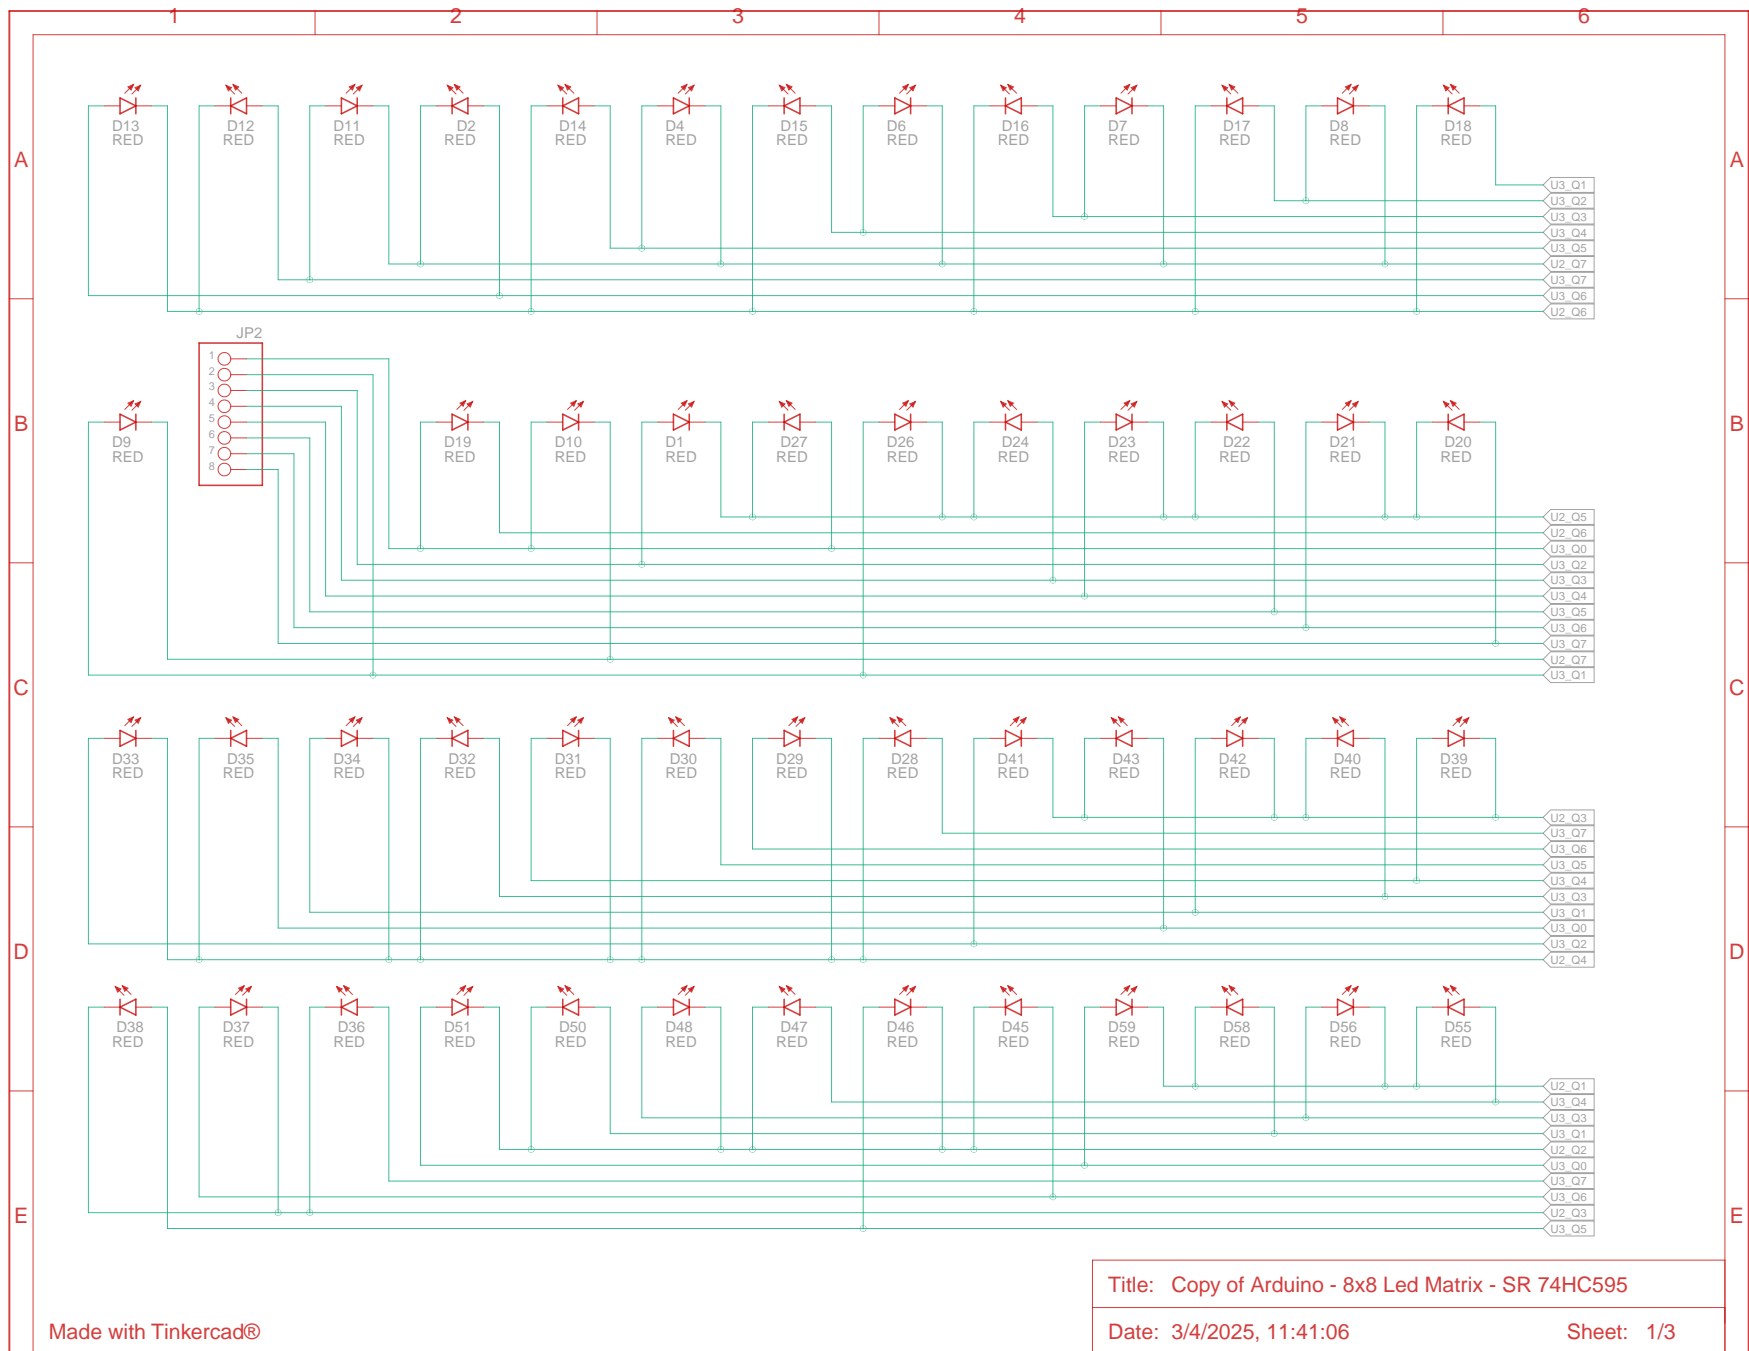 1 2 3 4 5 6
D13 D12 D11 D2 D14 D4 D15 D6 D16 D7 D17 D8 D18
RED RED RED RED RED RED RED RED RED RED RED RED RED
A A
U3_Q1
U3_Q2
U3_Q3
U3_Q4
U3_Q5
U2_Q7
U3_Q7
U3_Q6
U2_Q6
JP2
1
2
3
4
5
6
7
8
B B
D9 D19 D10 D1 D27 D26 D24 D23 D22 D21 D20
RED RED RED RED RED RED RED RED RED RED RED
U2_Q5
U2_Q6
U3_Q0
U3_Q2
U3_Q3
U3_Q4
U3_Q5
U3_Q6
U3_Q7
U2_Q7
U3_Q1
C C
D33 D35 D34 D32 D31 D30 D29 D28 D41 D43 D42 D40 D39
RED RED RED RED RED RED RED RED RED RED RED RED RED
U2_Q3
U3_Q7
U3_Q6
U3_Q5
U3_Q4
U3_Q3
U3_Q1
U3_Q0
U3_Q2
U2_Q4
D D
D38 D37 D36 D51 D50 D48 D47 D46 D45 D59 D58 D56 D55
RED RED RED RED RED RED RED RED RED RED RED RED RED
U2_Q1
U3_Q4
U3_Q3
U3_Q1
U2_Q2
U3_Q0
U3_Q7
U3_Q6
U2_Q3
U3_Q5
E E
Title: Copy of Arduino - 8x8 Led Matrix - SR 74HC595
Made with Tinkercad®
Date: 3/4/2025, 11:41:06 Sheet: 1/3